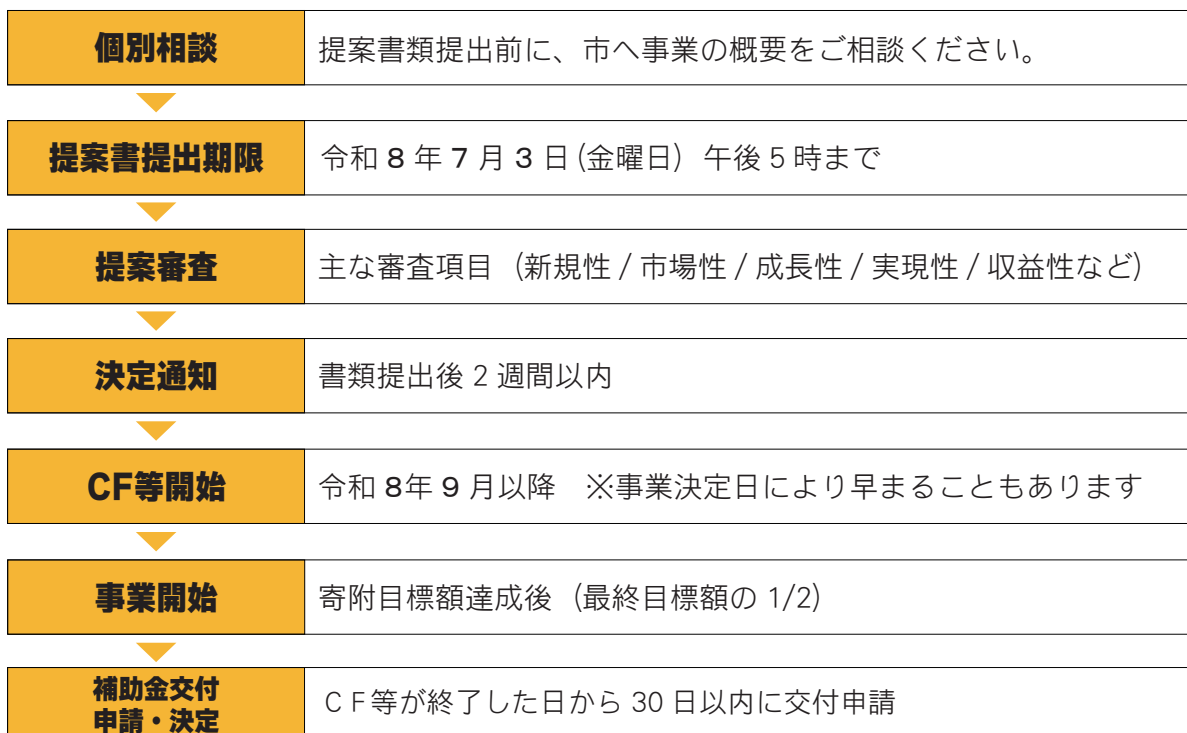 個別相談
提案書類提出前に、市へ事業の概要をご相談ください。
提案書提出期限
令和 8 年 7 月 3 日(金曜日) 午後 5 時まで
提案審査
主な審査項目 (新規性 / 市場性 / 成長性 / 実現性 / 収益性など)
決定通知
書類提出後 2 週間以内
CF等開始
令和 8年 9 月以降 ※事業決定日により早まることもあります
事業開始
寄附目標額達成後 (最終目標額の 1/2)
補助金交付
申請・決定
ＣＦ等が終了した日から 30 日以内に交付申請